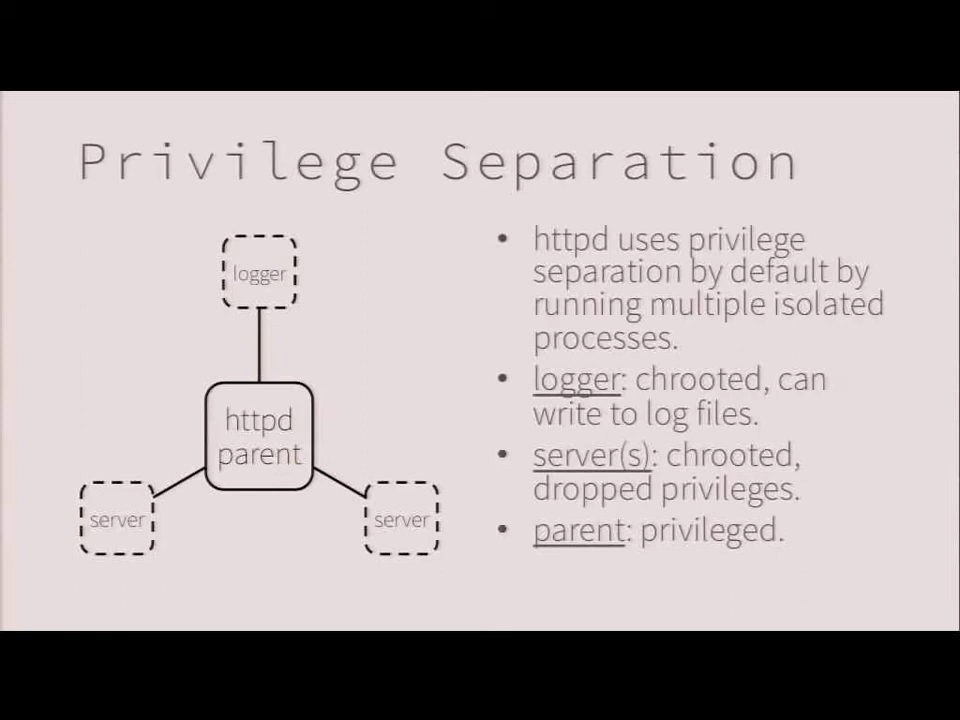 Privilege Separation
logger
httpd
parent
server
server
• httpd uses privilege
separation by default by
running multiple isolated
processes.
• logger: chrooted, can
write to log files.
• server(s): chrooted,
dropped privileges.
• parent: privileged.